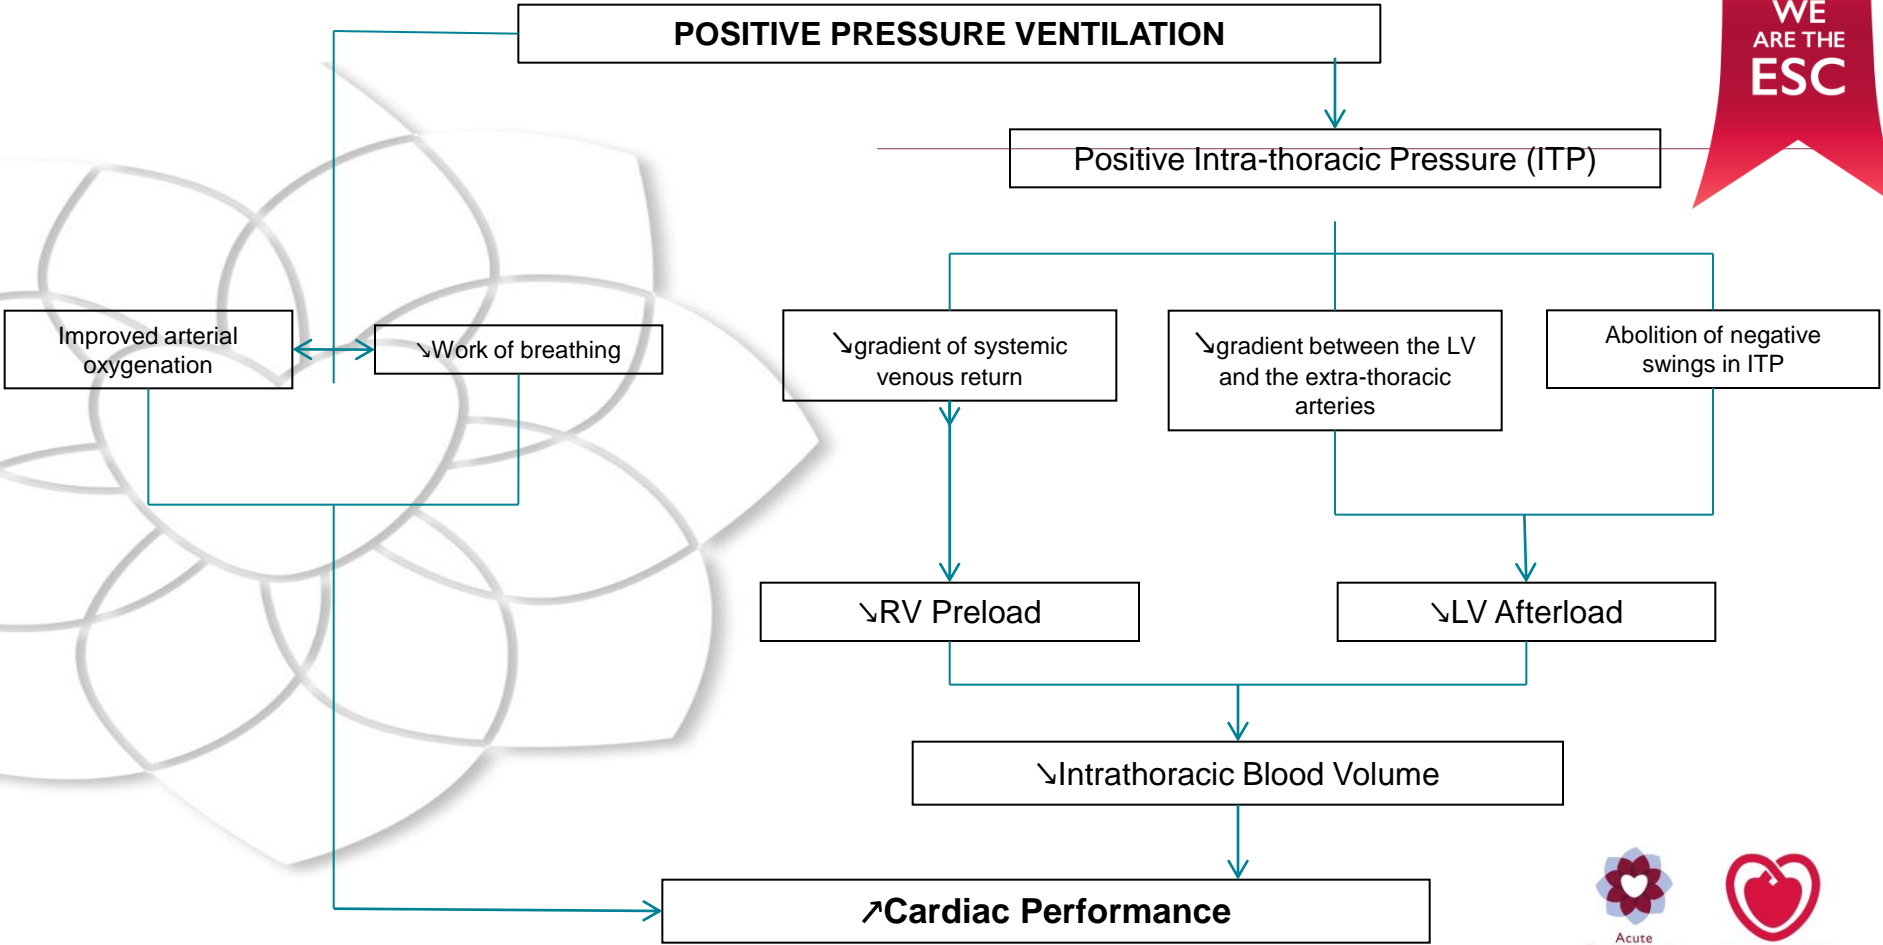 POSITIVE PRESSURE VENTILATION
WE
ARE THE
ESC
Positive Intra-thoracic Pressure (ITP)
Improved arterial
oxygenation
↘Work of breathing
↘gradient of systemic
venous return
↘gradient between the LV
and the extra-thoracic
arteries
Abolition of negative
swings in ITP
↘RV Preload
↘LV Afterload
↘Intrathoracic Blood Volume
↗Cardiac Performance
Acute